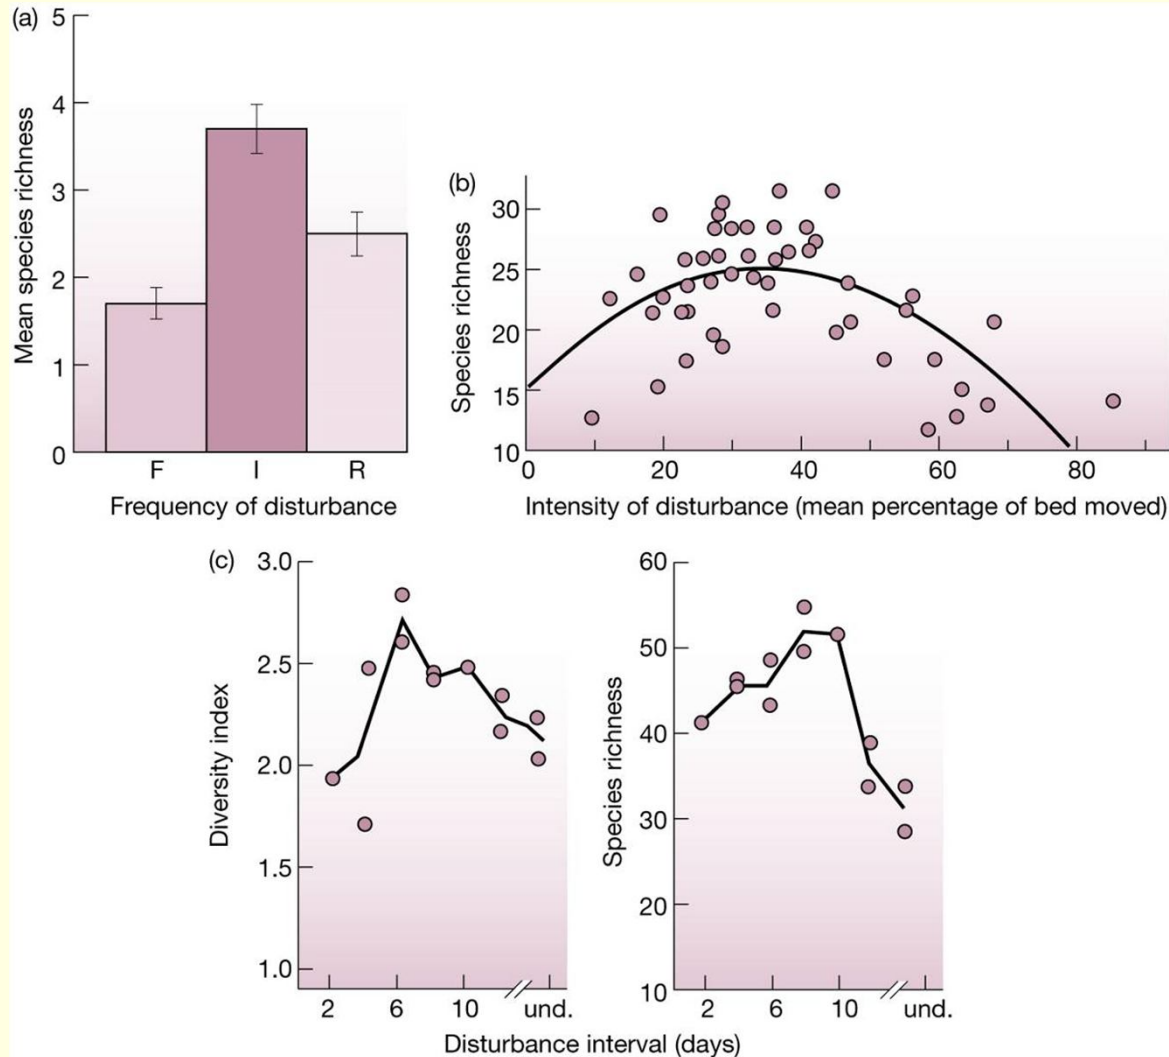 (a)
5
4
3
2
1
0
Mean species richness
F I R
Frequency of disturbance
(b)
30
25
20
15
10
Species richness
0 20 40 60 80
Intensity of disturbance (mean percentage of bed moved)
(c)
3.0
2.5
2.0
1.5
1.0
Diversity index
2 6 10 und.
60
50
40
30
20
10
Species richness
2 6 10 und.
Disturbance interval (days)